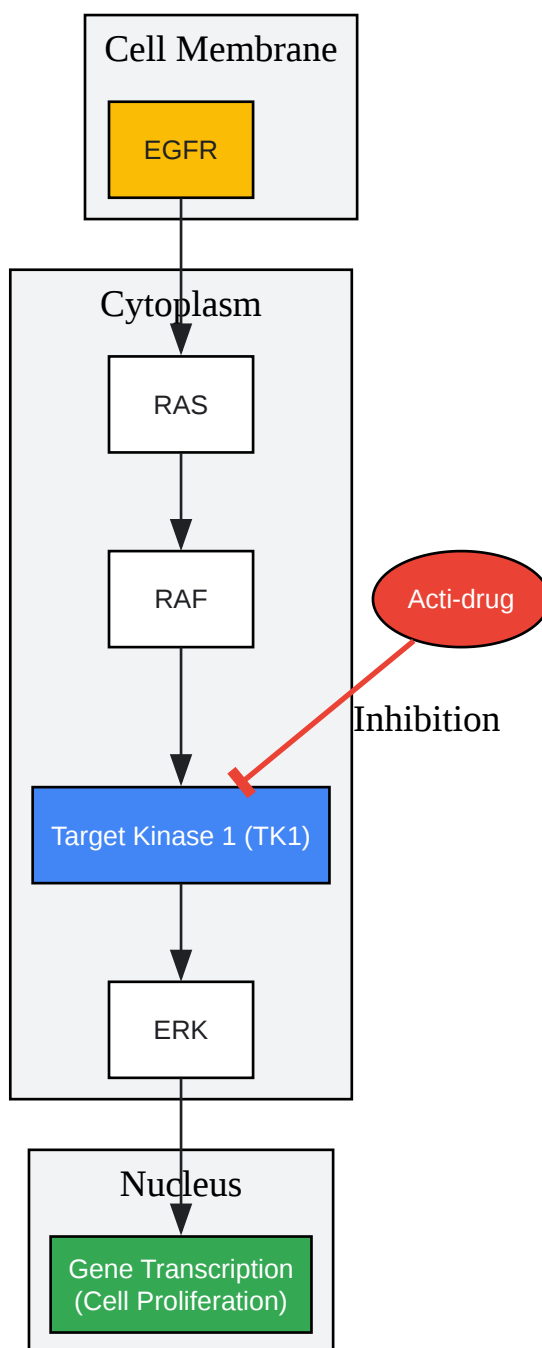 Cell Membrane
EGFR
Cytoplasm
RAS
RAF
Acti-drug
Inhibition
Target Kinase 1 (TK1)
ERK
Nucleus
Gene Transcription
(Cell Proliferation)